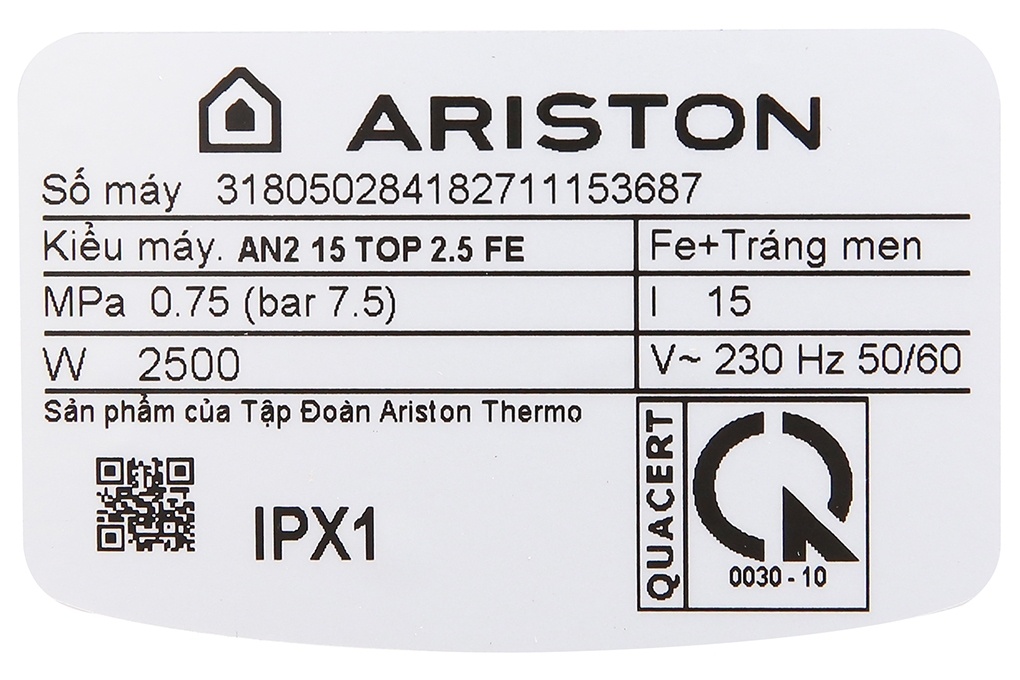 ARISTON
Số máy 318050284182711153687
Kiểu máy. AN2 15 TOP 2.5 FE
Fe+Tráng men
MPa 0.75 (bar 7.5)
l 15
W 2500
V~ 230 Hz 50/60
Sản phẩm của Tập Đoàn Ariston Thermo
IPX1
QUACERT
0030 - 10